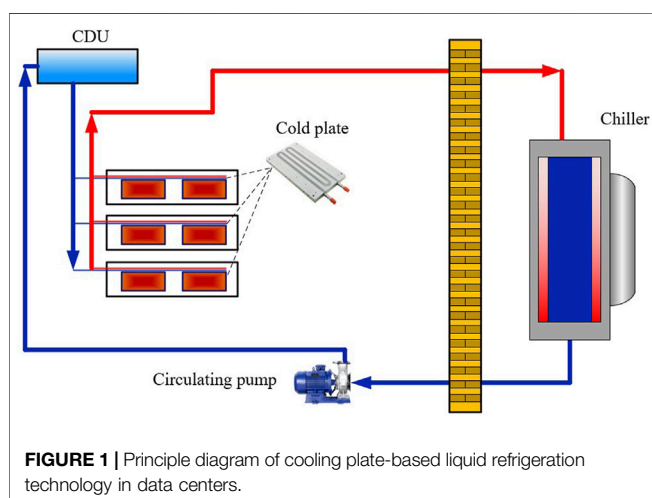 CDU
Cold plate
Chiller
Circulating pump
FIGURE 1 | Principle diagram of cooling plate-based liquid refrigeration
technology in data centers.